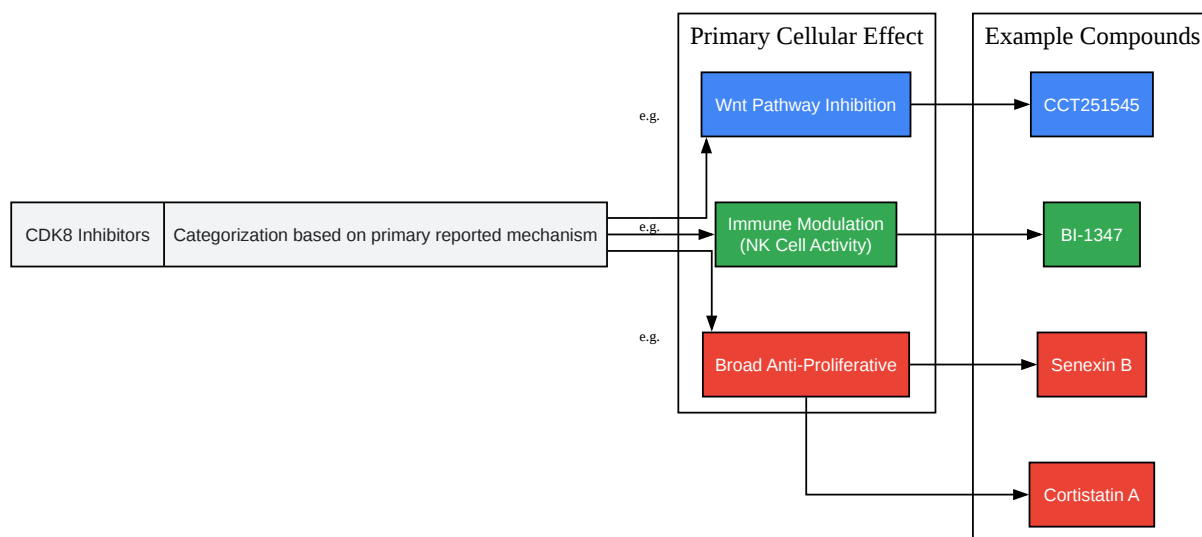 Primary Cellular Effect
Example Compounds
Wnt Pathway Inhibition
CCT251545
e.g.
CDK8 Inhibitors
Categorization based on primary reported mechanism
e.g.
Immune Modulation
(NK Cell Activity)
BI-1347
e.g.
Broad Anti-Proliferative
Senexin B
Cortistatin A